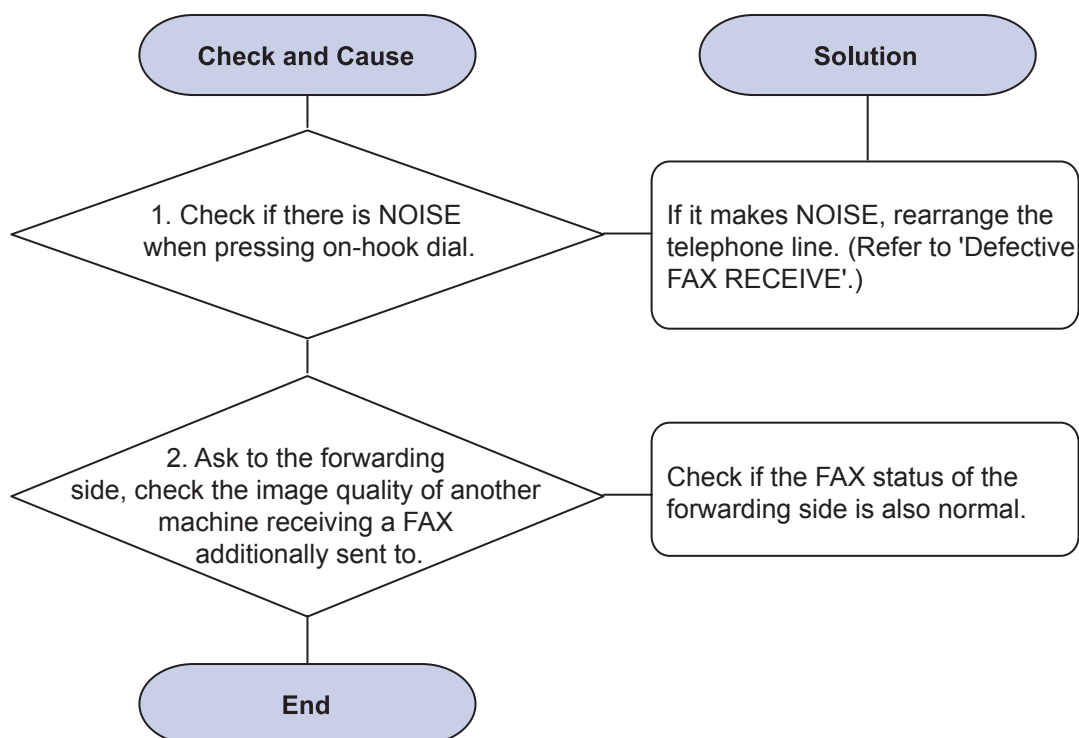 Check and Cause
Solution
1. Check if there is NOISE
when pressing on-hook dial.
If it makes NOISE, rearrange the
telephone line. (Refer to 'Defective
FAX RECEIVE'.)
2. Ask to the forwarding
side, check the image quality of another
machine receiving a FAX
additionally sent to.
Check if the FAX status of the
forwarding side is also normal.
End